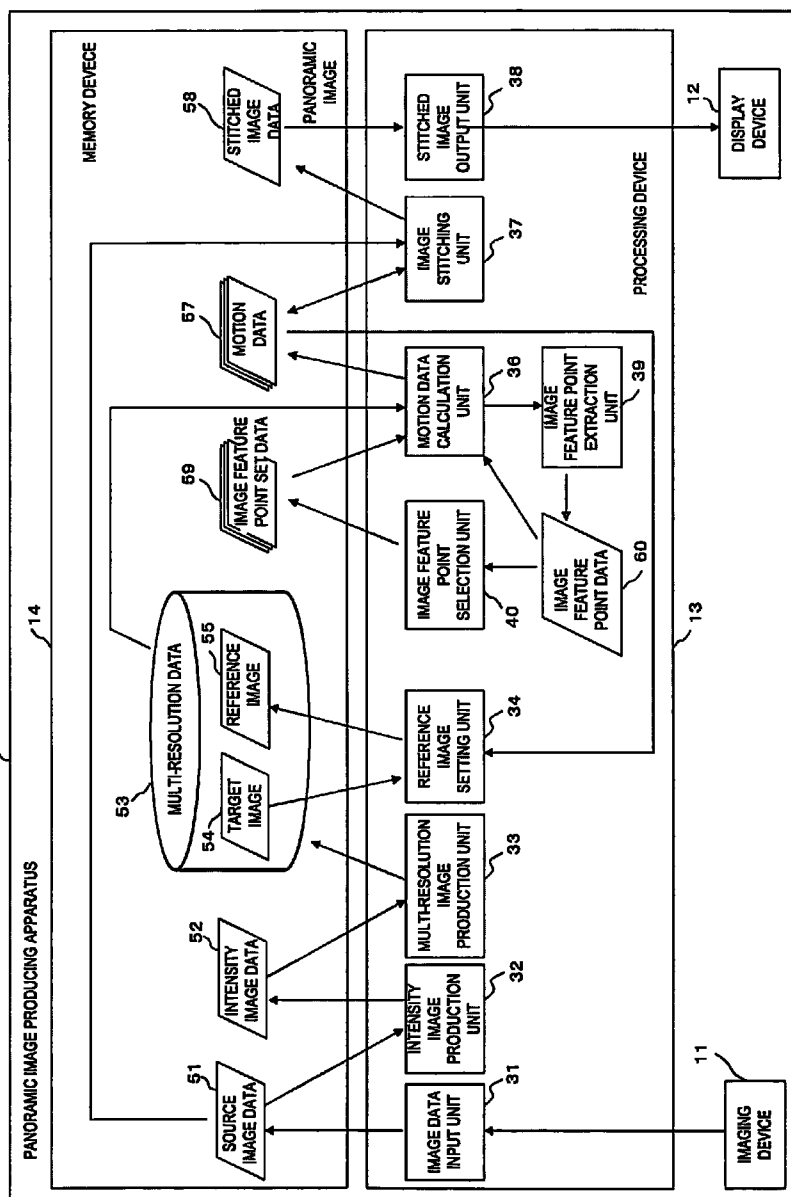 PANORAMIC IMAGE PRODUCING APPARATUS
14
MEMORY DEVECE
51
SOURCE
IMAGE DATA
52
INTENSITY
IMAGE DATA
53
MULTI-RESOLUTION DATA
54
TARGET
IMAGE
55
REFERENCE
IMAGE
59
IMAGE FEATURE
POINT SET DATA
57
MOTION
DATA
58
STITCHED
IMAGE
DATA
PANORAMIC
IMAGE
IMAGE DATA
INPUT UNIT
31
INTENSITY
IMAGE
PRODUCTION
UNIT
32
MULTI-RESOLUTION
IMAGE
PRODUCTION UNIT
33
REFERENCE
IMAGE
SETTING UNIT
34
IMAGE FEATURE
POINT
SELECTION UNIT
40
MOTION DATA
CALCULATION
UNIT
36
IMAGE
STITCHING
UNIT
37
STITCHED
IMAGE
OUTPUT UNIT
38
IMAGE
FEATURE
POINT DATA
60
IMAGE
FEATURE POINT
EXTRACTION
UNIT
39
13
PROCESSING DEVICE
11
IMAGING
DEVICE
12
DISPLAY
DEVICE